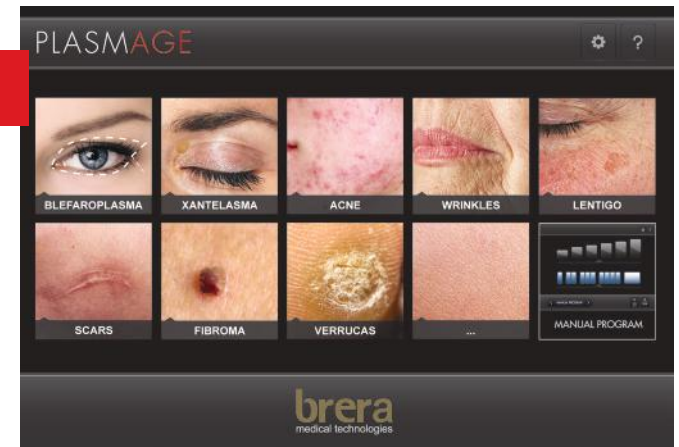 PLASMAGE
?
BLEFAROPLASMA
XANTELASMA
ACNE
WRINKLES
LENTIGO
SCARS
FIBROMA
VERRUCAS
...
MANUAL PROGRAM
brera
medical technologies